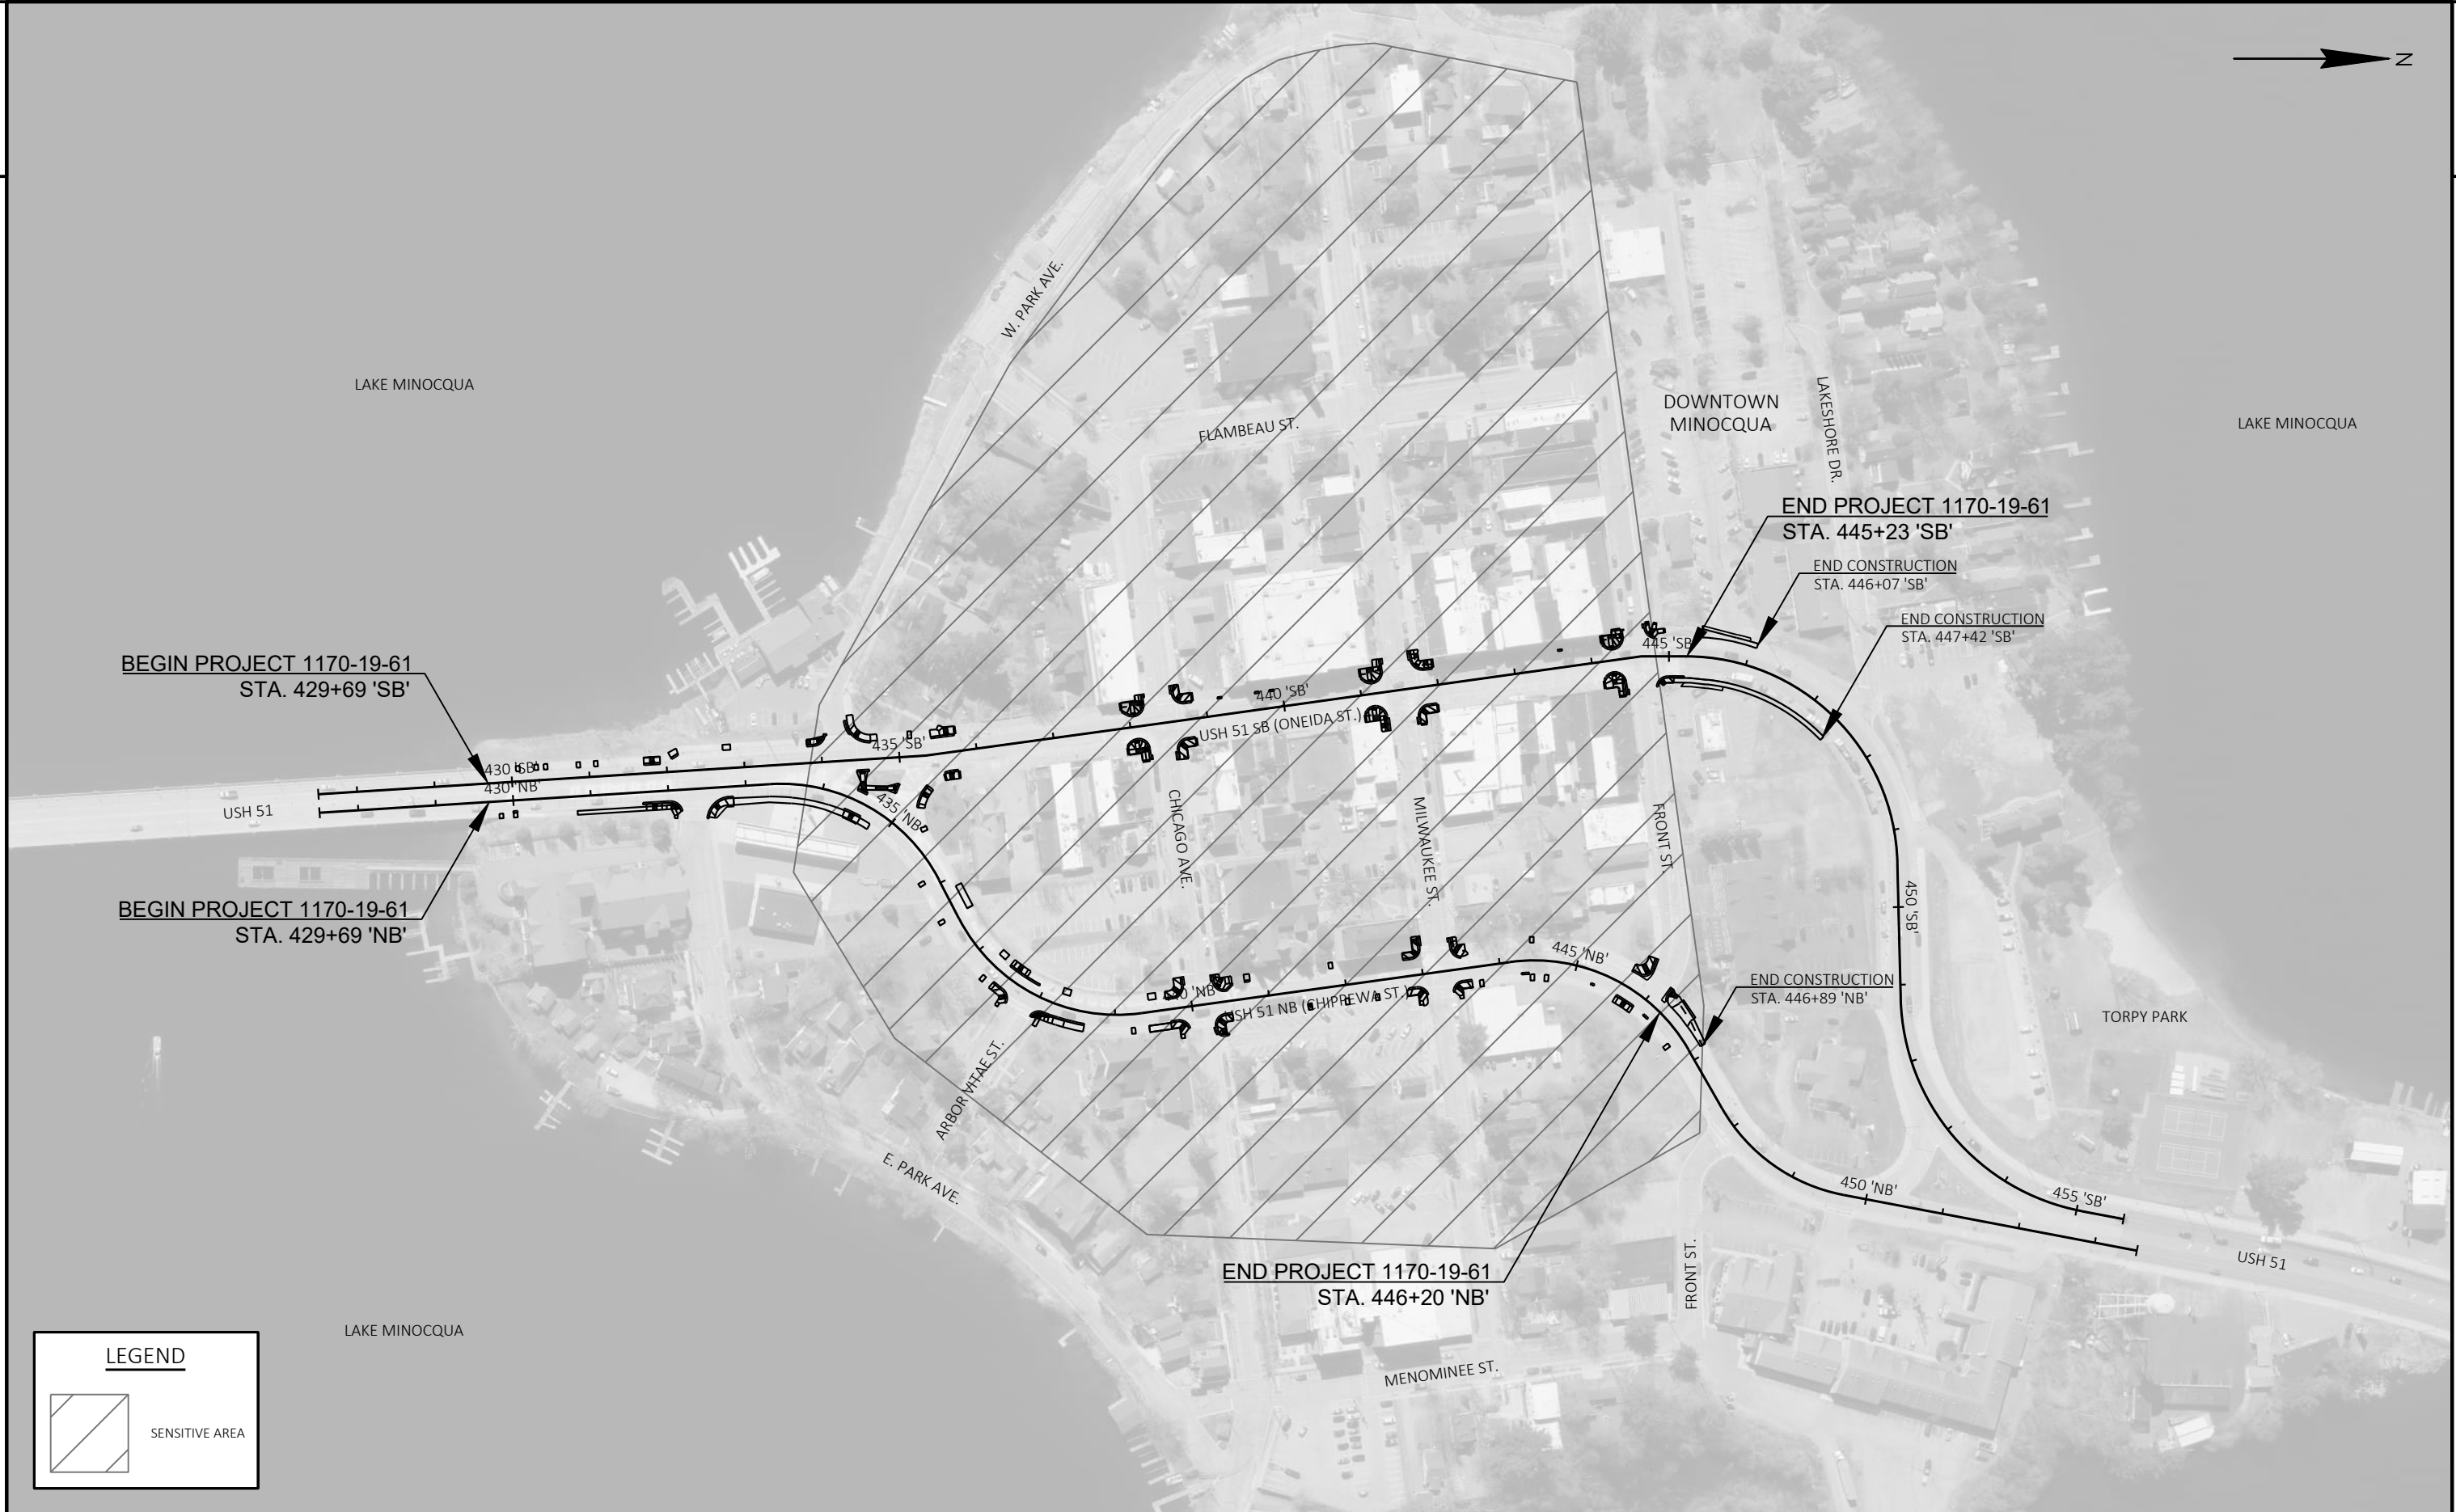 N
W. PARK AVE.
LAKE MINOCQUA
FLAMBEAU ST.
DOWNTOWN
MINOCQUA
LAKESHORE DR.
LAKE MINOCQUA
END PROJECT 1170-19-61
STA. 445+23 'SB'
END CONSTRUCTION
STA. 446+07 'SB'
END CONSTRUCTION
STA. 447+42 'SB'
445 'SB'
BEGIN PROJECT 1170-19-61
STA. 429+69 'SB'
440 'SB'
USH 51 SB (ONEIDA ST.)
435 'SB'
430 'SB'
430 'NB'
USH 51
435 'NB'
CHICAGO AVE.
MILWAUKEE ST.
FRONT ST.
BEGIN PROJECT 1170-19-61
STA. 429+69 'NB'
450 'SB'
445 'NB'
440 'NB'
USH 51 NB (CHIPPEWA ST.)
END CONSTRUCTION
STA. 446+89 'NB'
TORPY PARK
ARBOR VITAE ST.
E. PARK AVE.
450 'NB'
455 'SB'
USH 51
END PROJECT 1170-19-61
STA. 446+20 'NB'
FRONT ST.
LAKE MINOCQUA
MENOMINEE ST.
LEGEND
SENSITIVE AREA